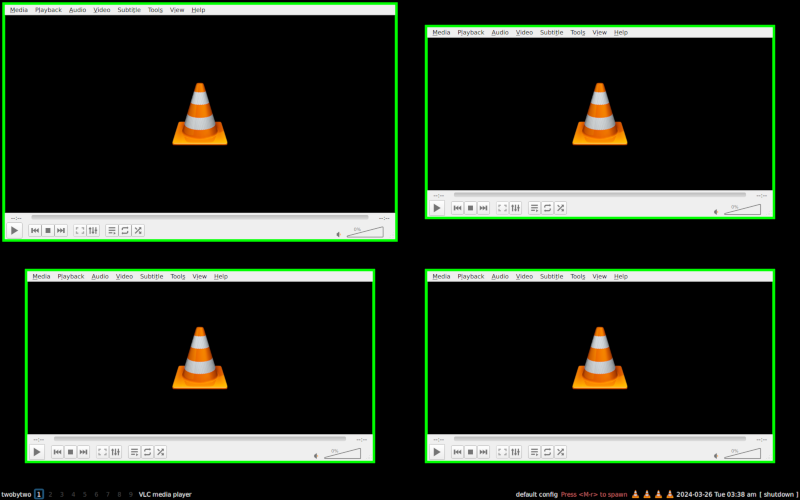 Media Playback Audio Video Subtitle Tools View Help
--:-- --:--
0%
Media Playback Audio Video Subtitle Tools View Help
--:-- --:--
0%
Media Playback Audio Video Subtitle Tools View Help
--:-- --:--
0%
Media Playback Audio Video Subtitle Tools View Help
--:-- --:--
0%
twobytwo 1 2 3 4 5 6 7 8 9 VLC media player default config Press <M-r> to spawn 2024-03-26 Tue 03:38 am [ shutdown ]